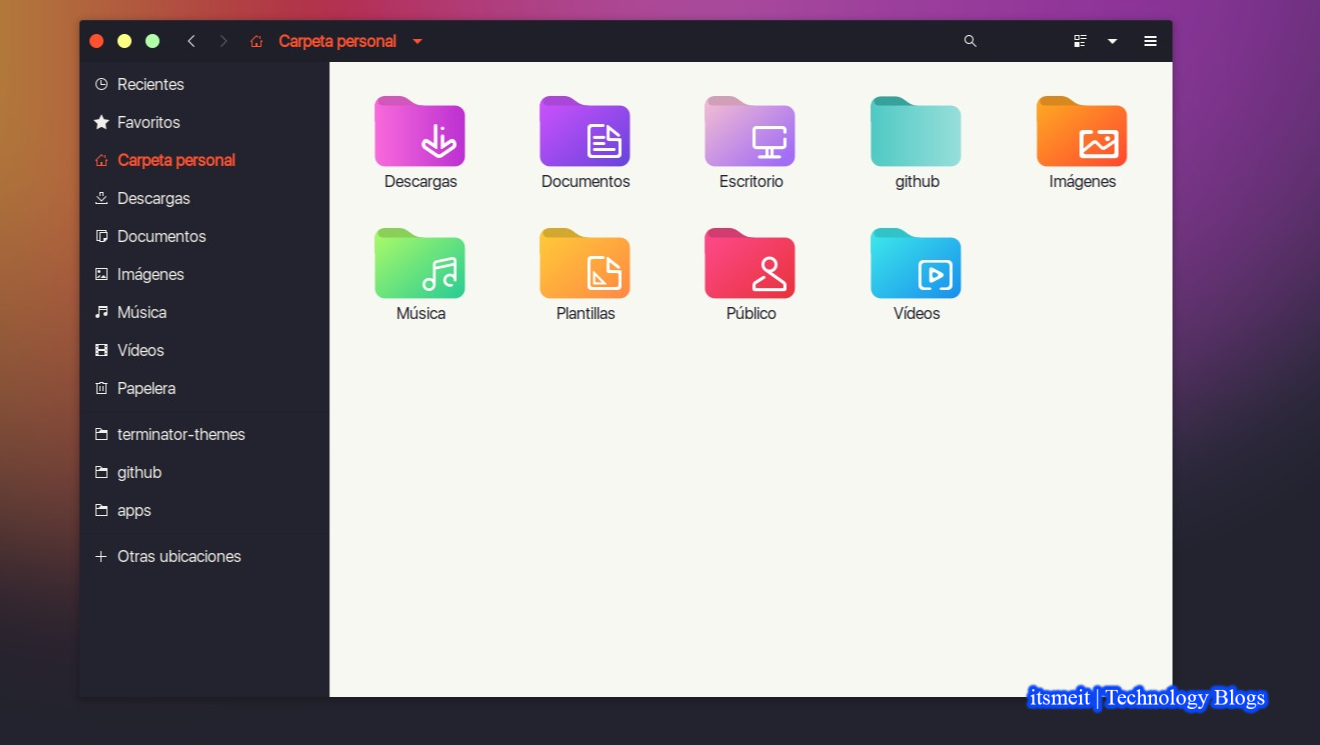 Carpeta personal
Recientes
Favoritos
Carpeta personal
Descargas
Documentos
Imágenes
Música
Vídeos
Papelera
terminator-themes
github
apps
Otras ubicaciones
Descargas Documentos Escritorio github Imágenes
Música Plantillas Público Vídeos
itsmeit | Technology Blogs